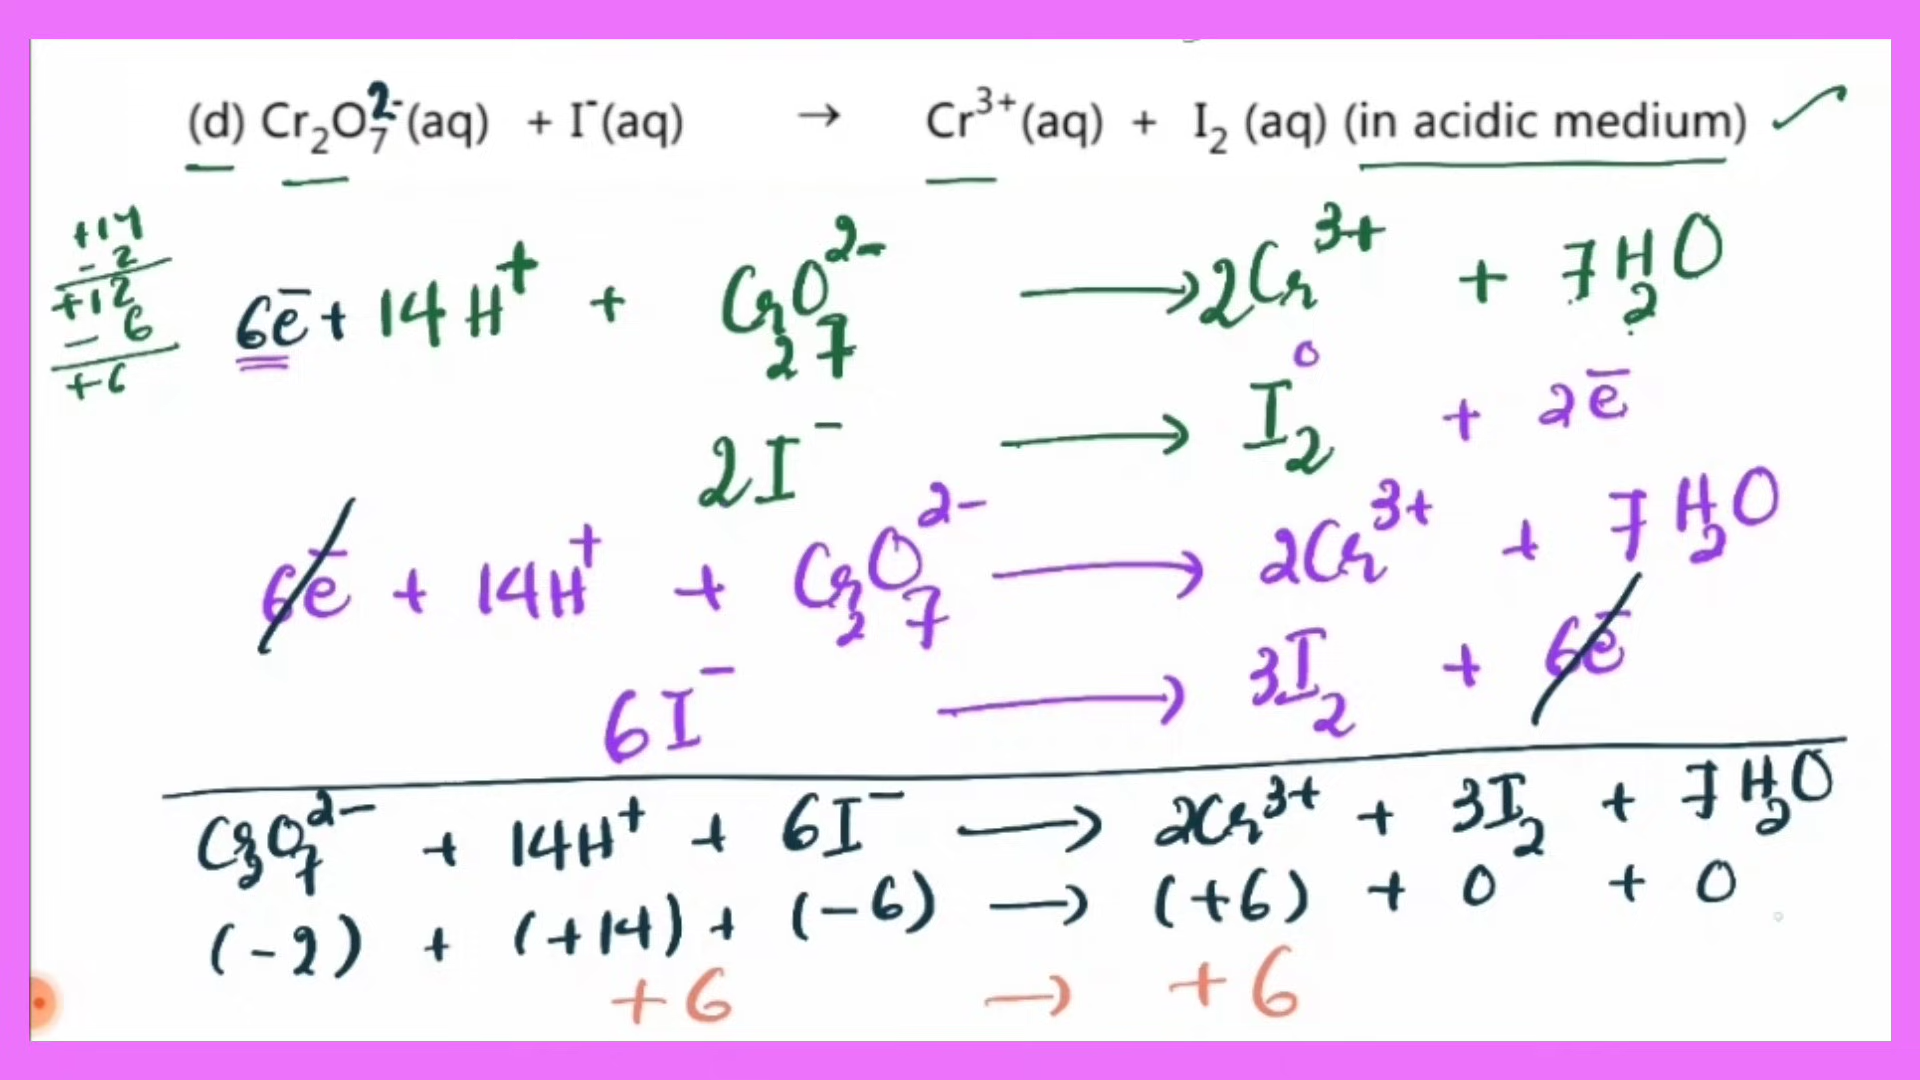 (d) Cr₂O₇²⁻(aq) + I⁻(aq) → Cr³⁺(aq) + I₂ (aq) (in acidic medium) ✓
+14
- 2
+12
- 6
+6
6e̅ + 14H⁺ + Cr₂O₇²⁻ ⟶ 2Cr³⁺ + 7H₂O
2I⁻ ⟶ I₂⁰ + 2e̅
6e̅ + 14H⁺ + Cr₂O₇²⁻ ⟶ 2Cr³⁺ + 7H₂O
6I⁻ ⟶ 3I₂ + 6e̅
Cr₂O₇²⁻ + 14H⁺ + 6I⁻ ⟶ 2Cr³⁺ + 3I₂ + 7H₂O
(-2) + (+14) + (-6) → (+6) + 0 + 0
+6 → +6